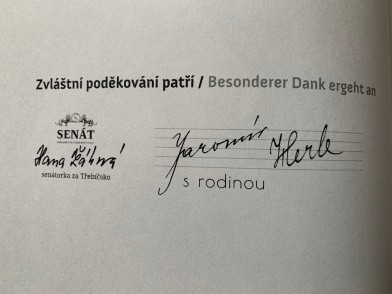 Zvláštní poděkování patří / Besonderer Dank ergeht an
SENÁT
Hana Žáková
senátorka za Třebíčsko
Jaromír Herle
s rodinou